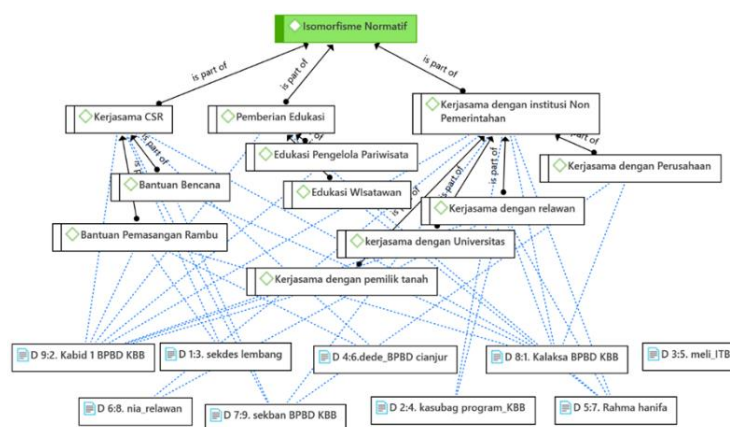 Isomorfisme Normatif
is part of
is part of
is part of
Kerjasama CSR
Pemberian Edukasi
Kerjasama dengan institusi Non
Pemerintahan
is part of
Edukasi Pengelola Pariwisata
Kerjasama dengan Perusahaan
Bantuan Bencana
Edukasi WIsatawan
is part of
Kerjasama dengan relawan
Bantuan Pemasangan Rambu
kerjasama dengan Universitas
Kerjasama dengan pemilik tanah
D 9:2. Kabid 1 BPBD KBB
D 1:3. sekdes lembang
D 4:6.dede_BPBD cianjur
D 8:1. Kalaksa BPBD KBB
D 3:5. meli_ITB
D 6:8. nia_relawan
D 7:9. sekban BPBD KBB
D 2:4. kasubag program_KBB
D 5:7. Rahma hanifa